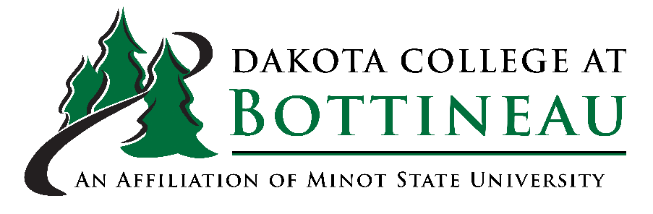 DAKOTA COLLEGE AT
BOTTINEAU
AN AFFILIATION OF MINOT STATE UNIVERSITY